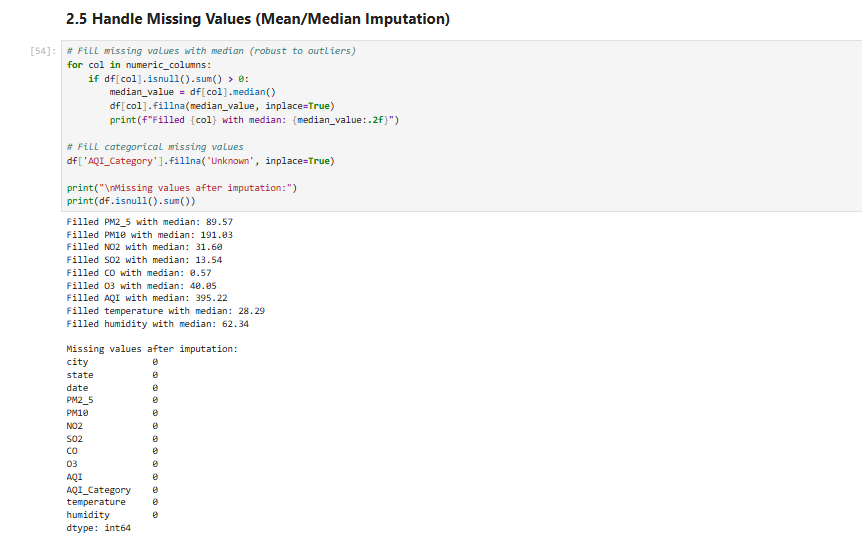 2.5 Handle Missing Values (Mean/Median Imputation)
[54]:
# Fill missing values with median (robust to outliers)
for col in numeric_columns:
    if df[col].isnull().sum() > 0:
        median_value = df[col].median()
        df[col].fillna(median_value, inplace=True)
        print(f"Filled {col} with median: {median_value:.2f}")

# Fill categorical missing values
df['AQI_Category'].fillna('Unknown', inplace=True)

print("\nMissing values after imputation:")
print(df.isnull().sum())
Filled PM2_5 with median: 89.57
Filled PM10 with median: 191.03
Filled NO2 with median: 31.60
Filled SO2 with median: 13.54
Filled CO with median: 0.57
Filled O3 with median: 40.05
Filled AQI with median: 395.22
Filled temperature with median: 28.29
Filled humidity with median: 62.34

Missing values after imputation:
city 0
state 0
date 0
PM2_5 0
PM10 0
NO2 0
SO2 0
CO 0
O3 0
AQI 0
AQI_Category 0
temperature 0
humidity 0
dtype: int64